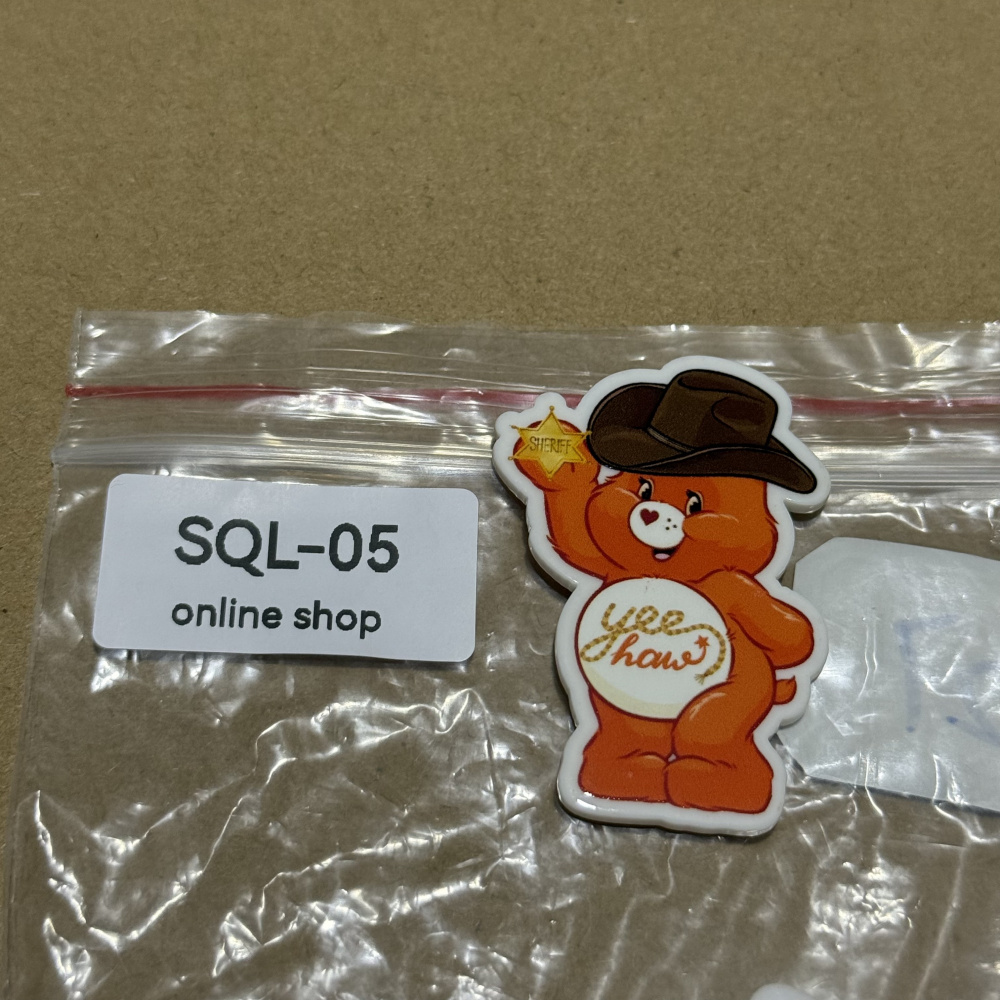 SQL-05
online shop
SHERIFF
yee
haw